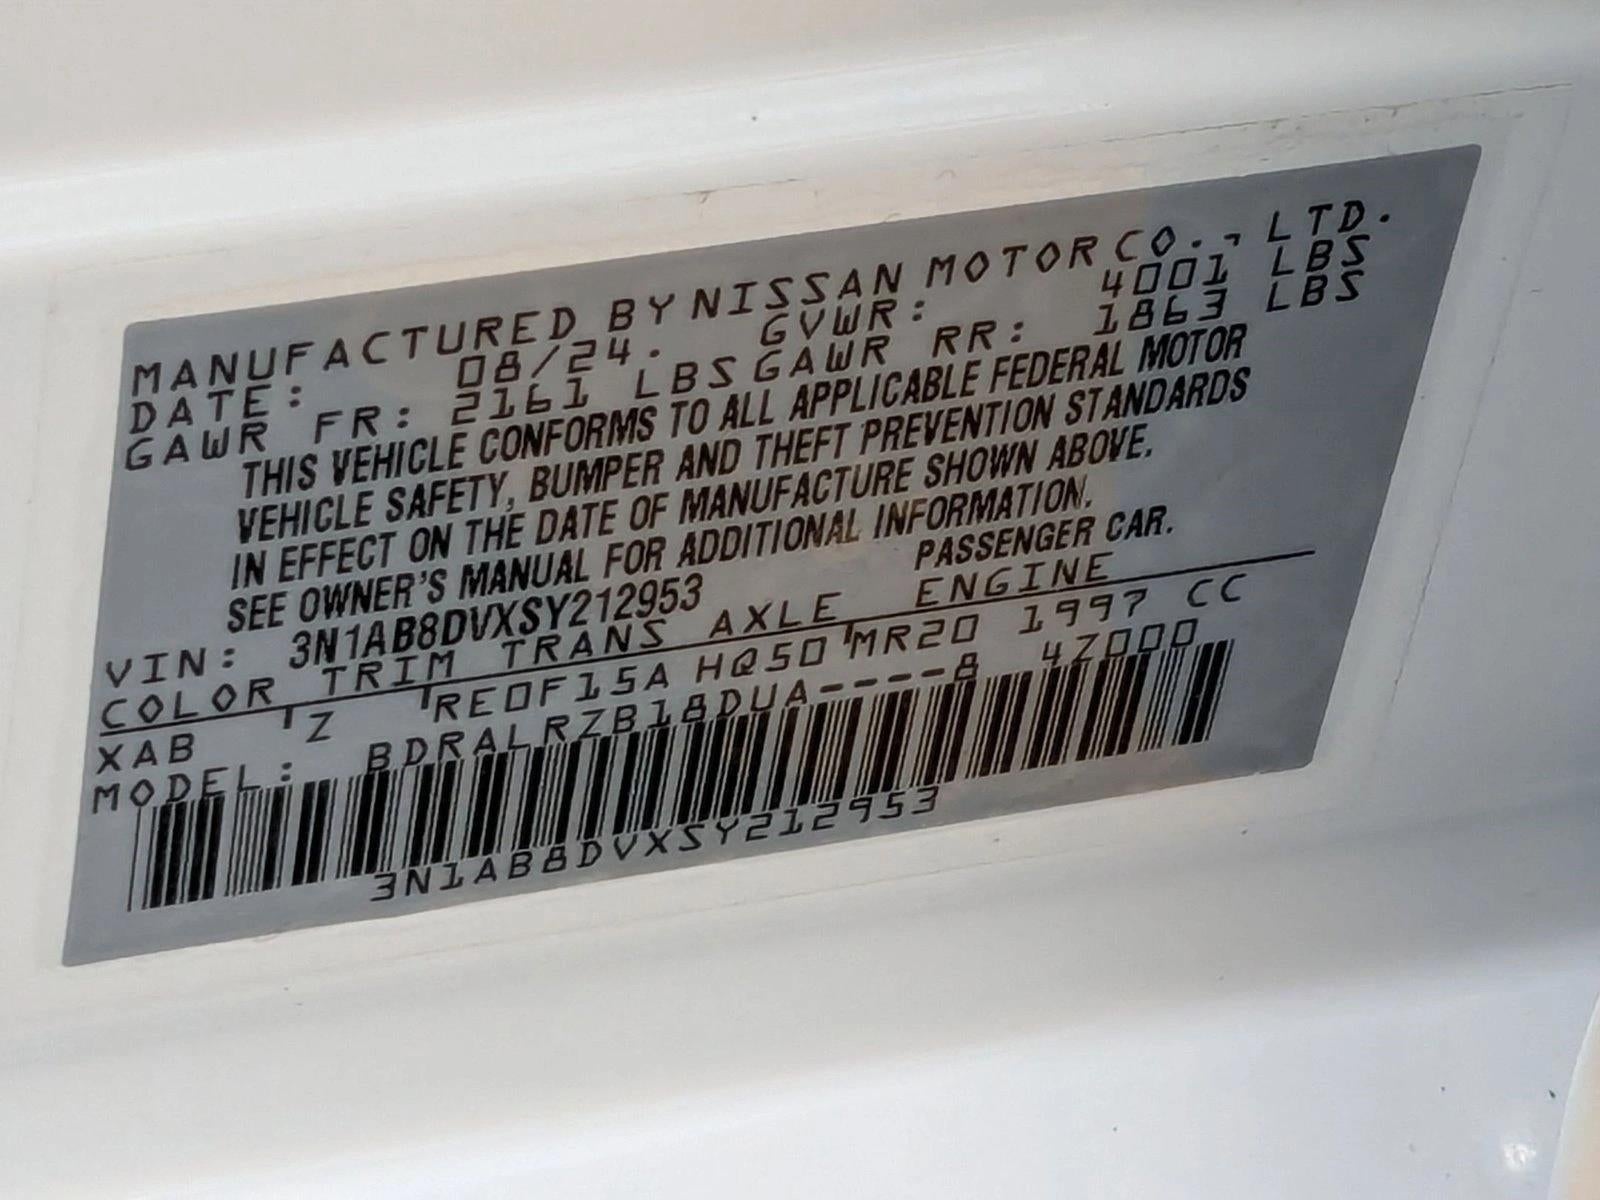 MANUFACTURED BY NISSAN MOTOR CO., LTD.
DATE: 08/24. GVWR: 4001 LBS
GAWR FR: 2161 LBS GAWR RR: 1863 LBS
THIS VEHICLE CONFORMS TO ALL APPLICABLE FEDERAL MOTOR
VEHICLE SAFETY, BUMPER AND THEFT PREVENTION STANDARDS
IN EFFECT ON THE DATE OF MANUFACTURE SHOWN ABOVE.
SEE OWNER'S MANUAL FOR ADDITIONAL INFORMATION.
VIN: 3N1AB8DVXSY212953 PASSENGER CAR.
COLOR TRIM TRANS AXLE ENGINE
XAB Z RE0F15A HQ50 MR20 1997 CC
MODEL: BDRALRZB18DUA----8 4Z000
3N1AB8DVXSY212953